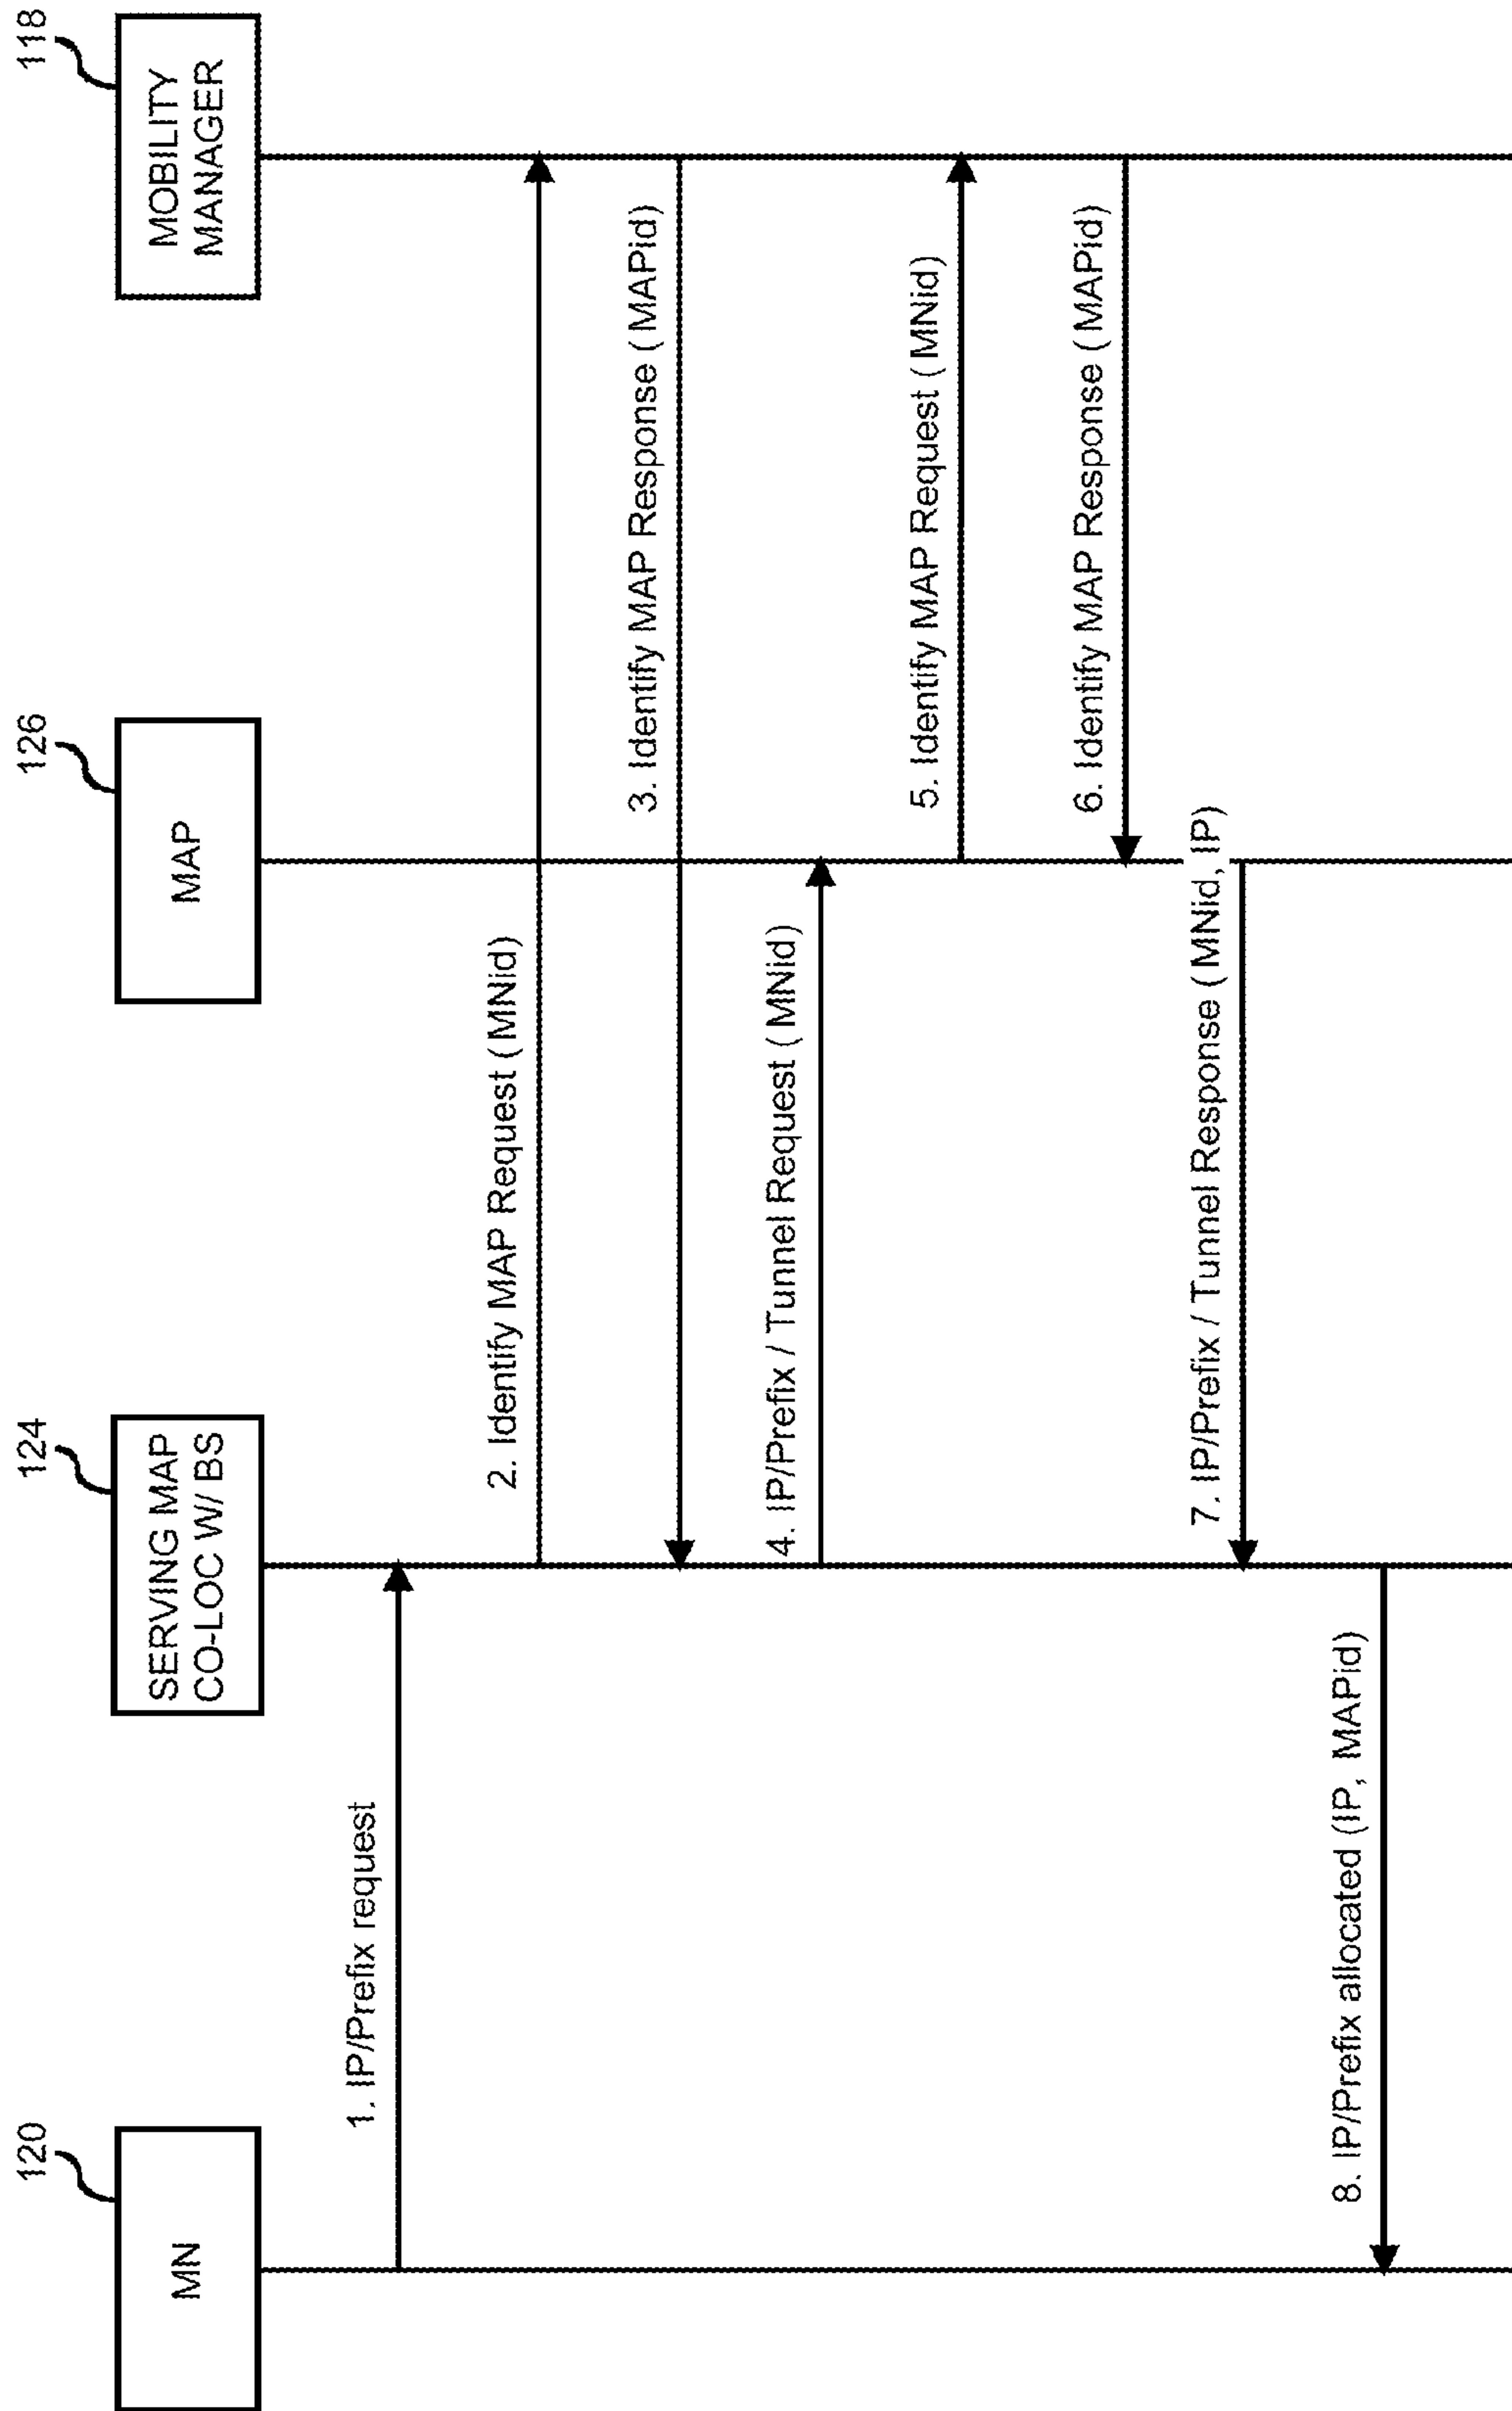 120
MN
124
SERVING MAP
CO-LOC W/ BS
126
MAP
118
MOBILITY
MANAGER
1. IP/Prefix request
2. Identify MAP Request ( MNid)
3. Identify MAP Response ( MAPid)
4. IP/Prefix / Tunnel Request ( MNid)
5. Identify MAP Request ( MNid)
6. Identify MAP Response ( MAPid)
7. IP/Prefix / Tunnel Response ( MNid, IP)
8. IP/Prefix allocated (IP, MAPid)